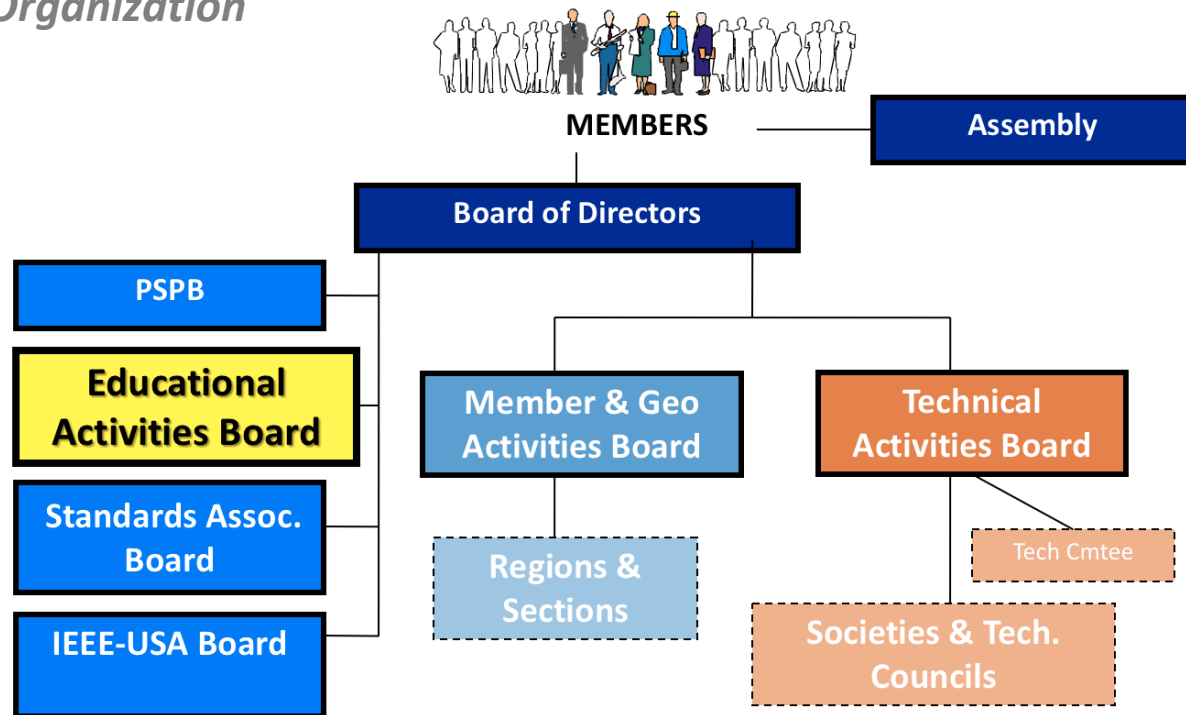 Organization
MEMBERS
Assembly
Board of Directors
PSPB
Educational
Activities Board
Member & Geo
Activities Board
Technical
Activities Board
Standards Assoc.
Board
Regions &
Sections
Tech Cmtee
IEEE-USA Board
Societies & Tech.
Councils